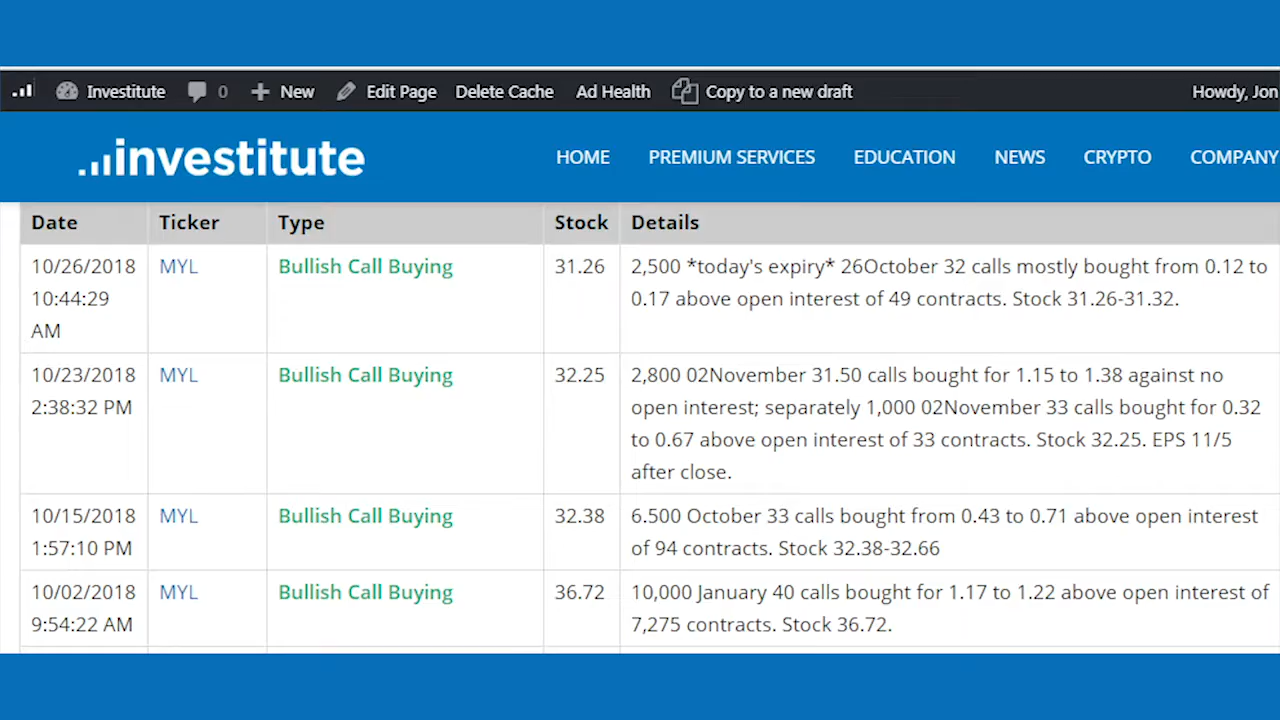 Investitute 0 New Edit Page Delete Cache Ad Health Copy to a new draft Howdy, Jon
investitute HOME PREMIUM SERVICES EDUCATION NEWS CRYPTO COMPANY
Date Ticker Type Stock Details
10/26/2018 MYL Bullish Call Buying 31.26 2,500 *today's expiry* 26October 32 calls mostly bought from 0.12 to
10:44:29 0.17 above open interest of 49 contracts. Stock 31.26-31.32.
AM
10/23/2018 MYL Bullish Call Buying 32.25 2,800 02November 31.50 calls bought for 1.15 to 1.38 against no
2:38:32 PM open interest; separately 1,000 02November 33 calls bought for 0.32
to 0.67 above open interest of 33 contracts. Stock 32.25. EPS 11/5
after close.
10/15/2018 MYL Bullish Call Buying 32.38 6.500 October 33 calls bought from 0.43 to 0.71 above open interest
1:57:10 PM of 94 contracts. Stock 32.38-32.66
10/02/2018 MYL Bullish Call Buying 36.72 10,000 January 40 calls bought for 1.17 to 1.22 above open interest of
9:54:22 AM 7,275 contracts. Stock 36.72.